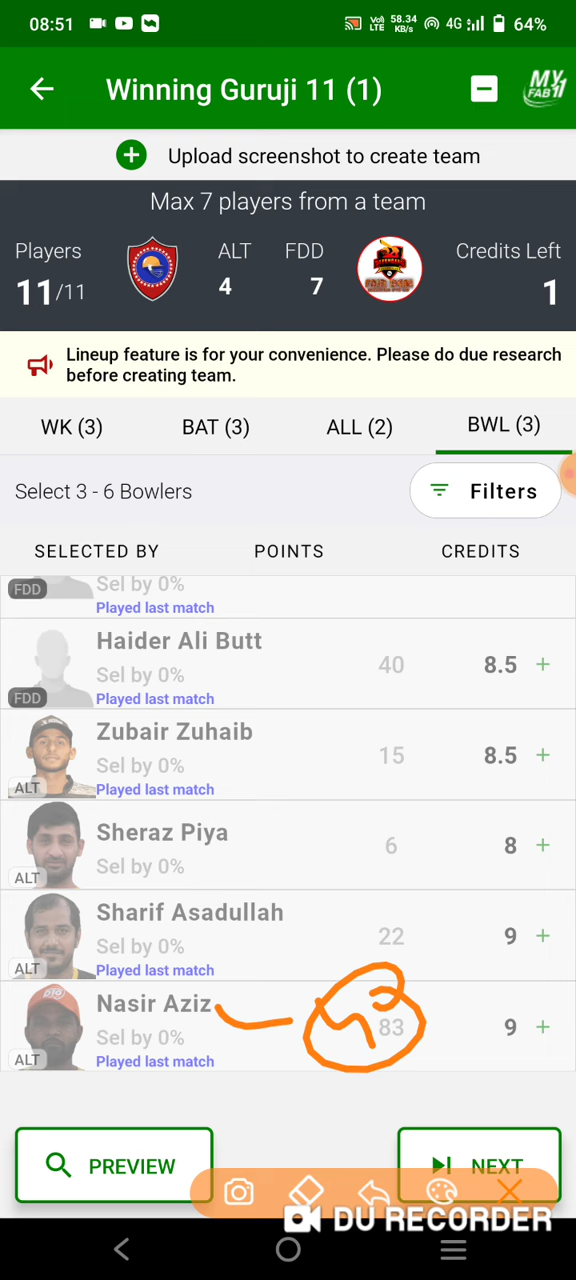 08:51 Vo) LTE 58.34 KB/s 4G 64%
Winning Guruji 11 (1) MY FAB11
Upload screenshot to create team
Max 7 players from a team
Players ALT FDD Credits Left
11/11 4 7 1
Lineup feature is for your convenience. Please do due research
before creating team.
WK (3) BAT (3) ALL (2) BWL (3)
Select 3 - 6 Bowlers Filters
SELECTED BY POINTS CREDITS
FDD Sel by 0%
Played last match
Haider Ali Butt
Sel by 0% 40 8.5 +
FDD Played last match
Zubair Zuhaib
Sel by 0% 15 8.5 +
ALT Played last match
Sheraz Piya
Sel by 0% 6 8 +
ALT
Sharif Asadullah
Sel by 0% 22 9 +
ALT Played last match
Nasir Aziz
Sel by 0% 83 9 +
ALT Played last match
PREVIEW NEXT
DU RECORDER